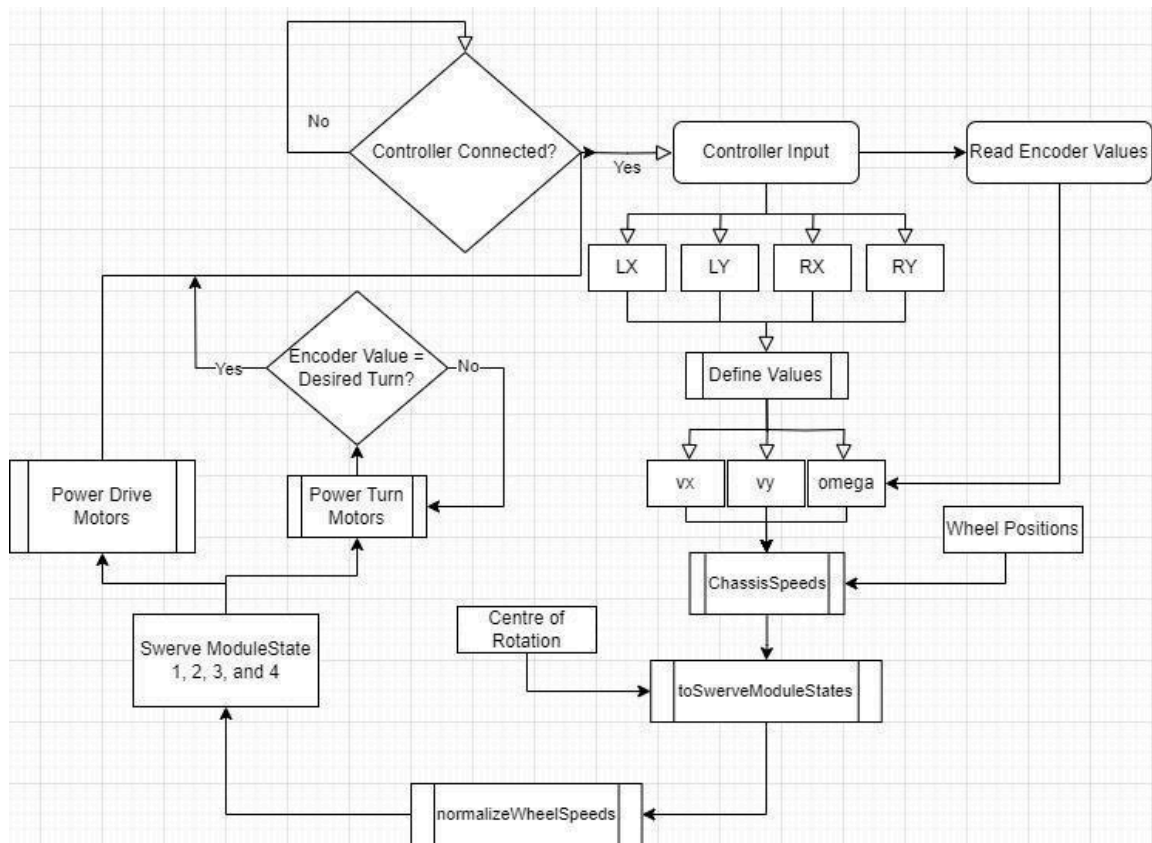 No
Controller Connected?
Yes
Controller Input
Read Encoder Values
LX
LY
RX
RY
Encoder Value =
Desired Turn?
Yes
No
Define Values
Power Drive
Motors
Power Turn
Motors
vx
vy
omega
Wheel Positions
ChassisSpeeds
Centre of
Rotation
Swerve ModuleState
1, 2, 3, and 4
toSwerveModuleStates
normalizeWheelSpeeds